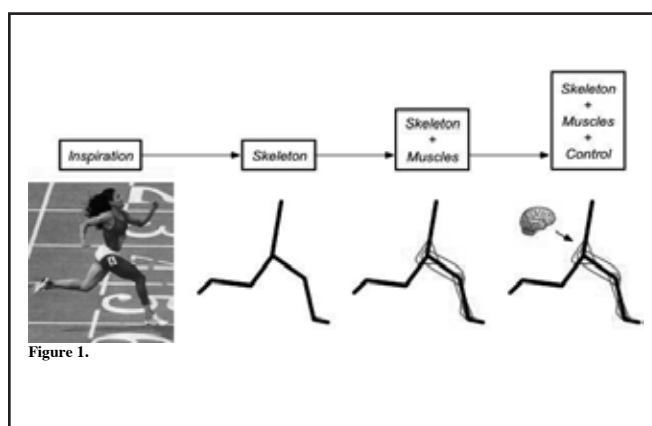 Inspiration
Skeleton
Skeleton
+
Muscles
Skeleton
+
Muscles
+
Control
Figure 1.